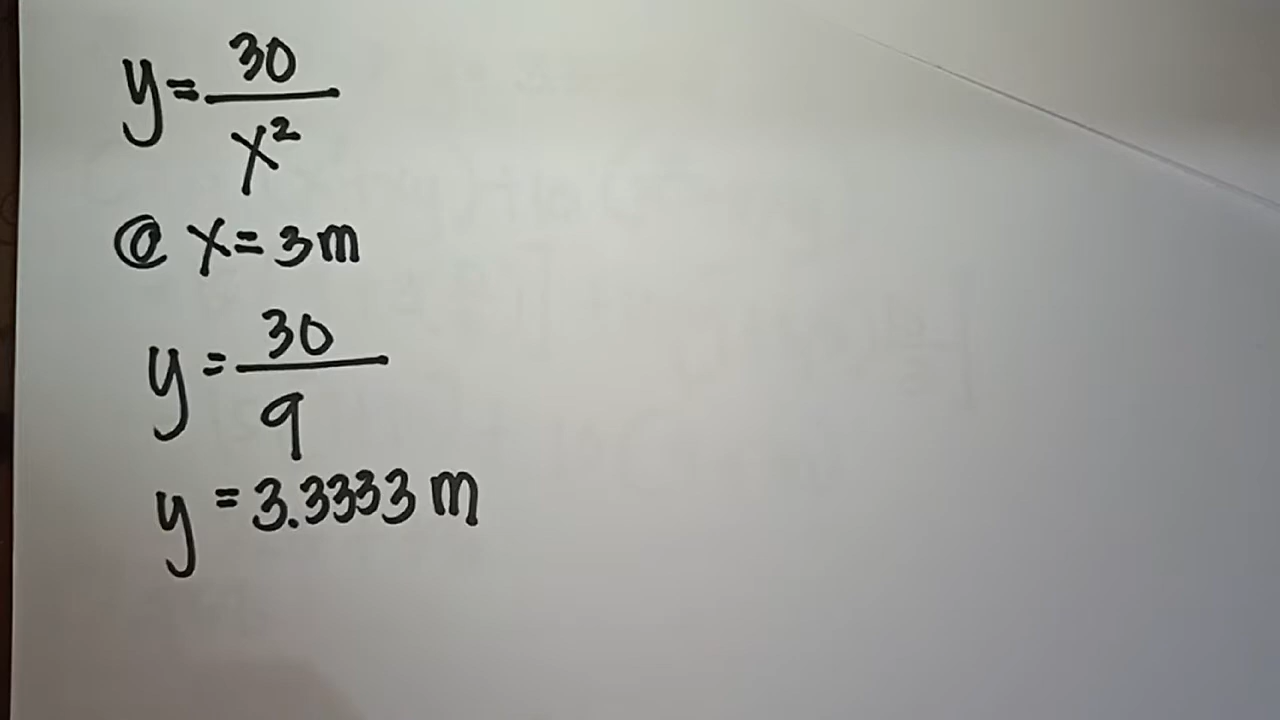 y = 30/x²
@ x = 3m
y = 30/9
y = 3.3333 m